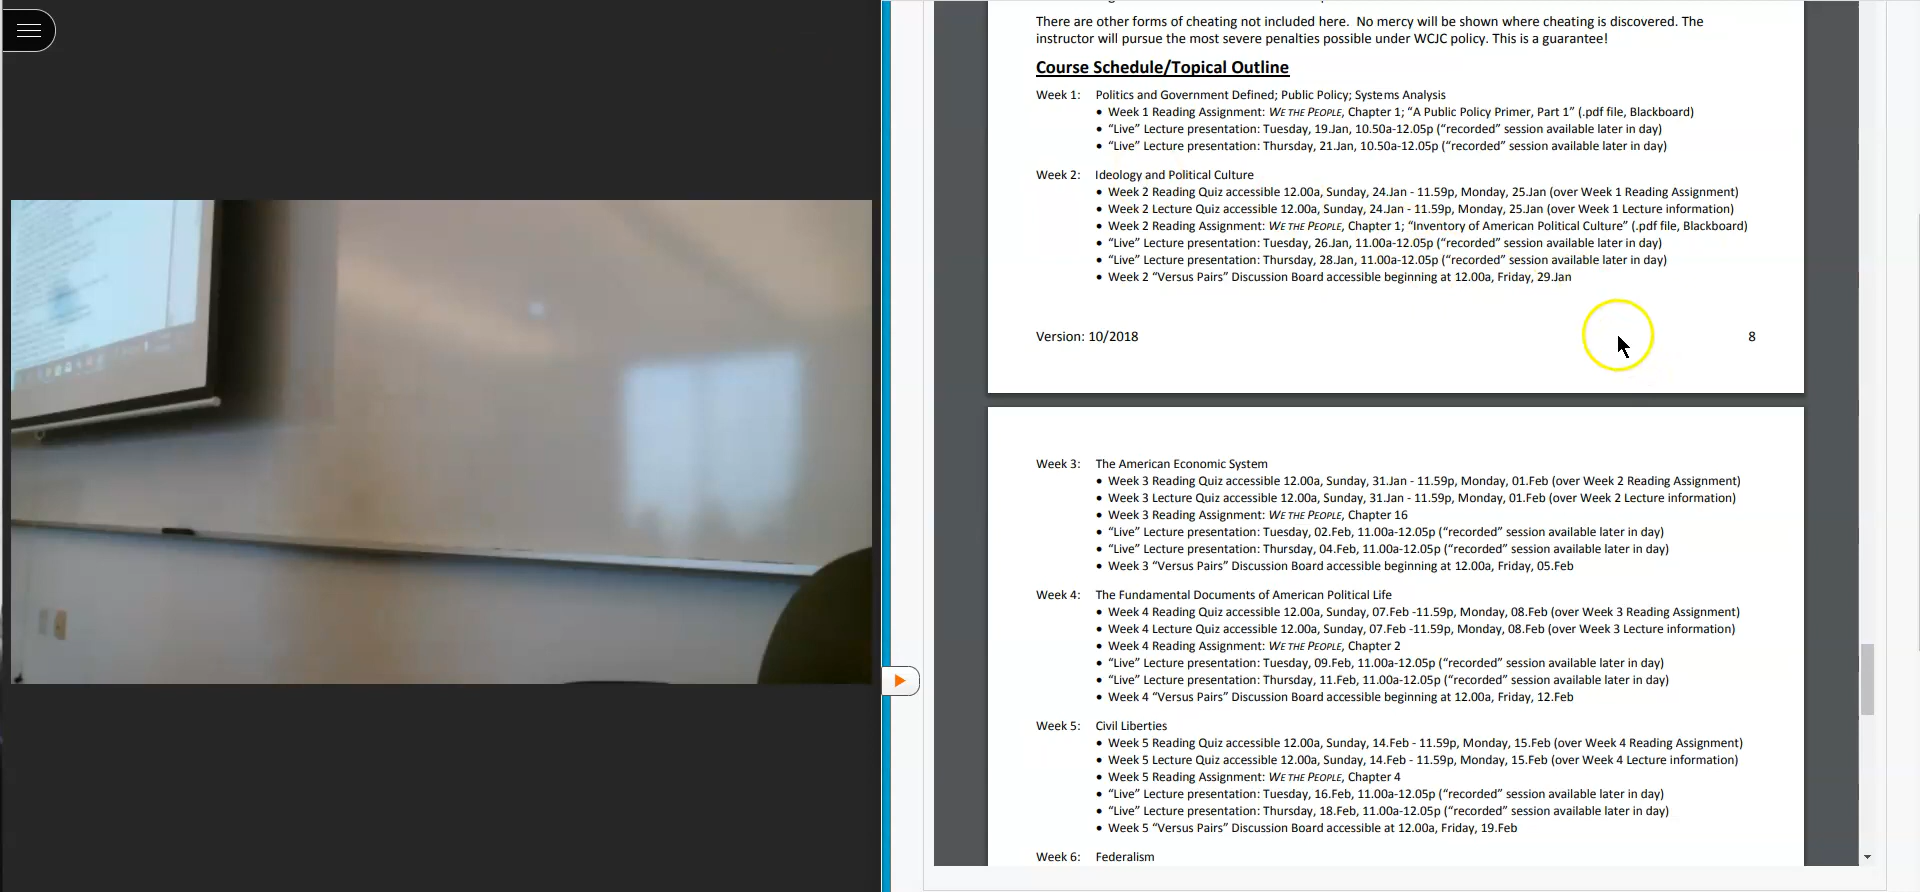 There are other forms of cheating not included here. No mercy will be shown where cheating is discovered. The
instructor will pursue the most severe penalties possible under WCJC policy. This is a guarantee!
Course Schedule/Topical Outline
Week 1: Politics and Government Defined; Public Policy; Systems Analysis
• Week 1 Reading Assignment: WE THE PEOPLE, Chapter 1; “A Public Policy Primer, Part 1” (.pdf file, Blackboard)
• “Live” Lecture presentation: Tuesday, 19.Jan, 10.50a-12.05p (“recorded” session available later in day)
• “Live” Lecture presentation: Thursday, 21.Jan, 10.50a-12.05p (“recorded” session available later in day)
Week 2: Ideology and Political Culture
• Week 2 Reading Quiz accessible 12.00a, Sunday, 24.Jan - 11.59p, Monday, 25.Jan (over Week 1 Reading Assignment)
• Week 2 Lecture Quiz accessible 12.00a, Sunday, 24.Jan - 11.59p, Monday, 25.Jan (over Week 1 Lecture information)
• Week 2 Reading Assignment: WE THE PEOPLE, Chapter 1; “Inventory of American Political Culture” (.pdf file, Blackboard)
• “Live” Lecture presentation: Tuesday, 26.Jan, 11.00a-12.05p (“recorded” session available later in day)
• “Live” Lecture presentation: Thursday, 28.Jan, 11.00a-12.05p (“recorded” session available later in day)
• Week 2 “Versus Pairs” Discussion Board accessible beginning at 12.00a, Friday, 29.Jan
Version: 10/2018 8
Week 3: The American Economic System
• Week 3 Reading Quiz accessible 12.00a, Sunday, 31.Jan - 11.59p, Monday, 01.Feb (over Week 2 Reading Assignment)
• Week 3 Lecture Quiz accessible 12.00a, Sunday, 31.Jan - 11.59p, Monday, 01.Feb (over Week 2 Lecture information)
• Week 3 Reading Assignment: WE THE PEOPLE, Chapter 16
• “Live” Lecture presentation: Tuesday, 02.Feb, 11.00a-12.05p (“recorded” session available later in day)
• “Live” Lecture presentation: Thursday, 04.Feb, 11.00a-12.05p (“recorded” session available later in day)
• Week 3 “Versus Pairs” Discussion Board accessible beginning at 12.00a, Friday, 05.Feb
Week 4: The Fundamental Documents of American Political Life
• Week 4 Reading Quiz accessible 12.00a, Sunday, 07.Feb -11.59p, Monday, 08.Feb (over Week 3 Reading Assignment)
• Week 4 Lecture Quiz accessible 12.00a, Sunday, 07.Feb -11.59p, Monday, 08.Feb (over Week 3 Lecture information)
• Week 4 Reading Assignment: WE THE PEOPLE, Chapter 2
• “Live” Lecture presentation: Tuesday, 09.Feb, 11.00a-12.05p (“recorded” session available later in day)
• “Live” Lecture presentation: Thursday, 11.Feb, 11.00a-12.05p (“recorded” session available later in day)
• Week 4 “Versus Pairs” Discussion Board accessible beginning at 12.00a, Friday, 12.Feb
Week 5: Civil Liberties
• Week 5 Reading Quiz accessible 12.00a, Sunday, 14.Feb - 11.59p, Monday, 15.Feb (over Week 4 Reading Assignment)
• Week 5 Lecture Quiz accessible 12.00a, Sunday, 14.Feb - 11.59p, Monday, 15.Feb (over Week 4 Lecture information)
• Week 5 Reading Assignment: WE THE PEOPLE, Chapter 4
• “Live” Lecture presentation: Tuesday, 16.Feb, 11.00a-12.05p (“recorded” session available later in day)
• “Live” Lecture presentation: Thursday, 18.Feb, 11.00a-12.05p (“recorded” session available later in day)
• Week 5 “Versus Pairs” Discussion Board accessible at 12.00a, Friday, 19.Feb
Week 6: Federalism